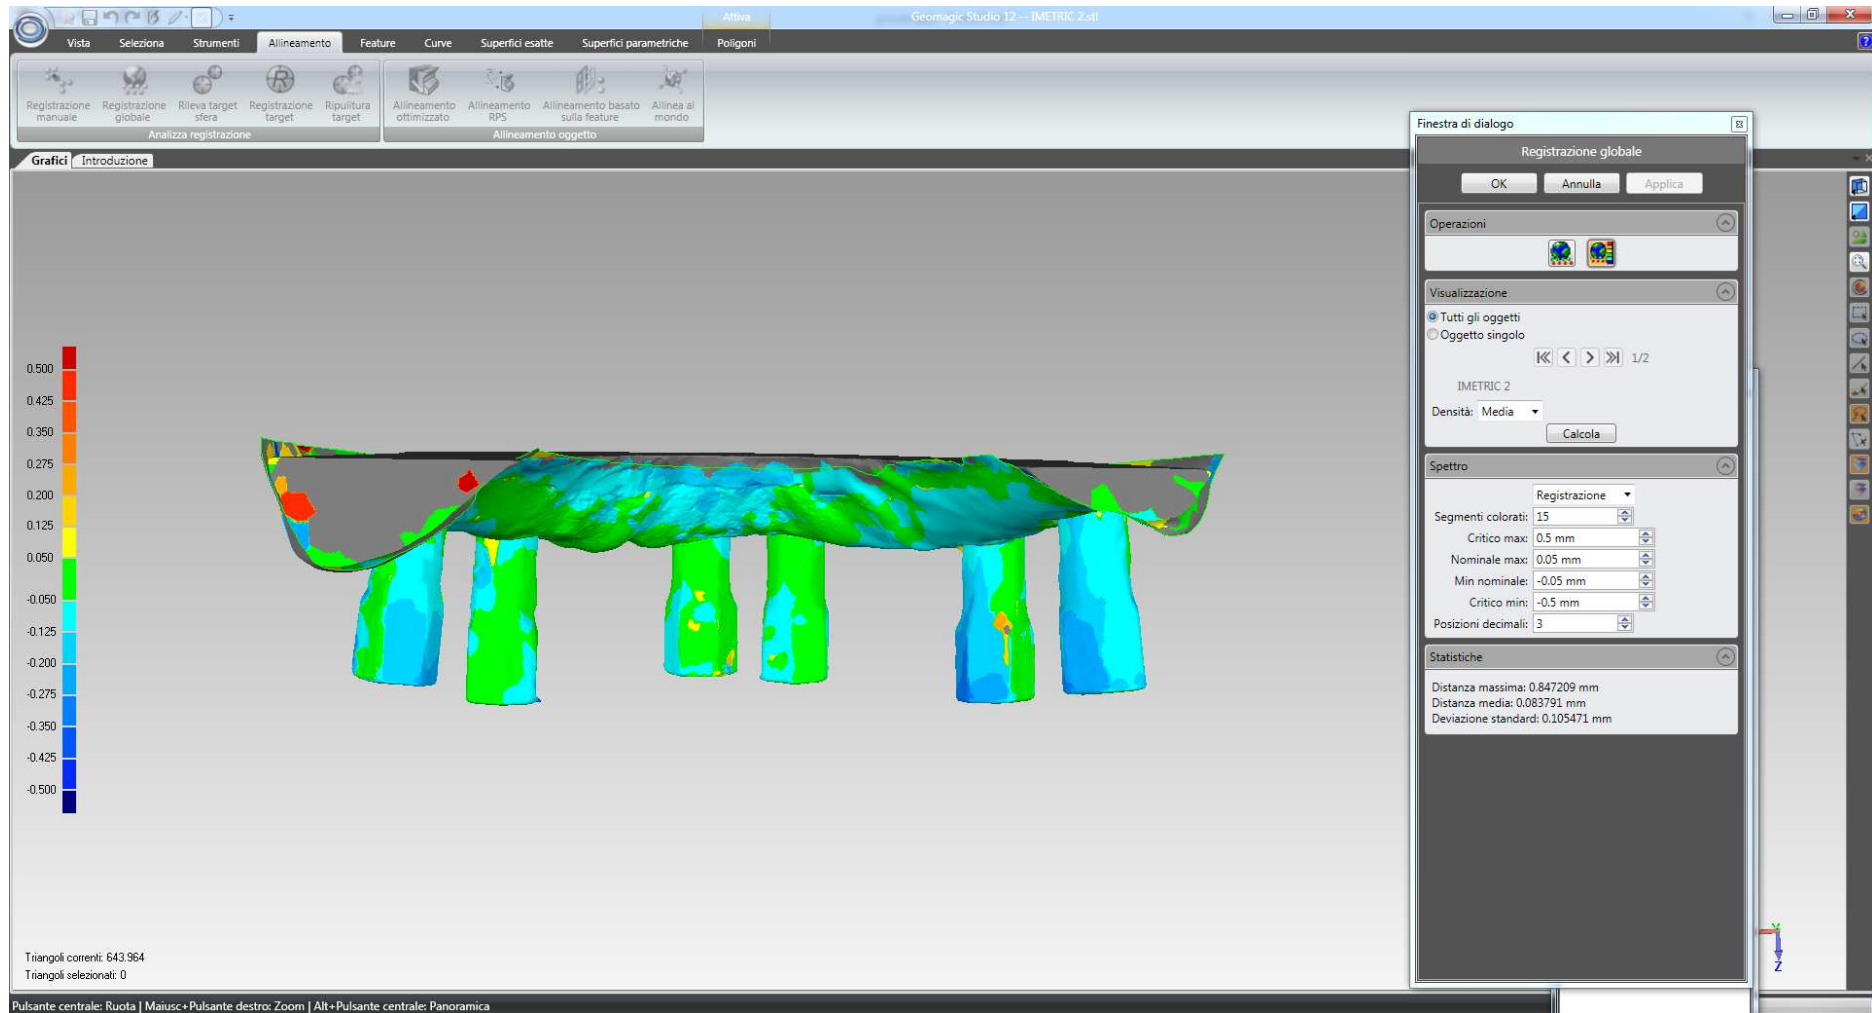 Attiva
Geomagic Studio 12 -- IMETRIC 2.stl
Vista Seleziona Strumenti Allineamento Feature Curve Superfici esatte Superfici parametriche Poligoni
Registrazione manuale
Registrazione globale
Rileva target sfera
Registrazione target
Ripulitura target
Allineamento ottimizzato
Allineamento RPS
Allineamento basato sulla feature
Allinea al mondo
Analizza registrazione
Allineamento oggetto
Grafici Introduzione
0.500
0.425
0.350
0.275
0.200
0.125
0.050
-0.050
-0.125
-0.200
-0.275
-0.350
-0.425
-0.500
Triangoli correnti: 643.964
Triangoli selezionati: 0
Finestra di dialogo
Registrazione globale
OK Annulla Applica
Operazioni
Visualizzazione
Tutti gli oggetti
Oggetto singolo
1/2
IMETRIC 2
Densità: Media
Calcola
Spettro
Registrazione
Segmenti colorati: 15
Critico max: 0.5 mm
Nominale max: 0.05 mm
Min nominale: -0.05 mm
Critico min: -0.5 mm
Posizioni decimali: 3
Statistiche
Distanza massima: 0.847209 mm
Distanza media: 0.083791 mm
Deviazione standard: 0.105471 mm
Y
Z
Pulsante centrale: Ruota | Maiusc+Pulsante destro: Zoom | Alt+Pulsante centrale: Panoramica